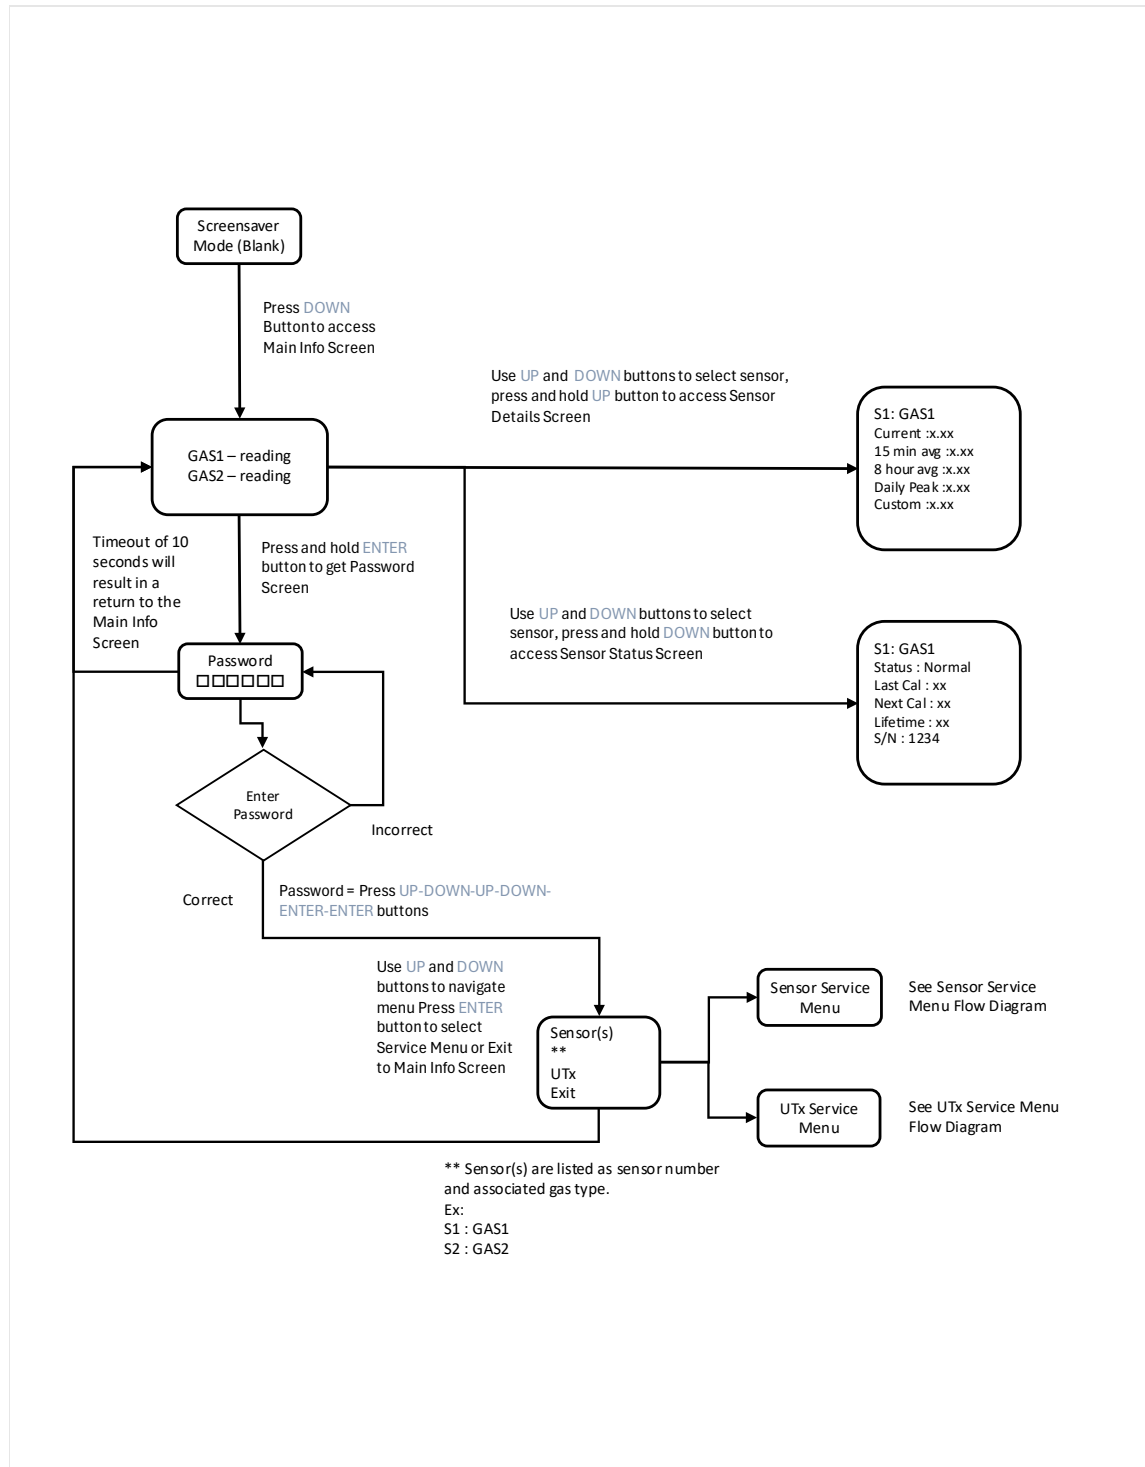 Screensaver
Mode (Blank)
Press DOWN
Button to access
Main Info Screen
Use UP and DOWN buttons to select sensor,
press and hold UP button to access Sensor
Details Screen
S1: GAS1
Current :x.xx
15 min avg :x.xx
8 hour avg :x.xx
Daily Peak :x.xx
Custom :x.xx
GAS1 – reading
GAS2 – reading
Timeout of 10
seconds will
result in a
return to the
Main Info
Screen
Press and hold ENTER
button to get Password
Screen
Use UP and DOWN buttons to select
sensor, press and hold DOWN button to
access Sensor Status Screen
S1: GAS1
Status : Normal
Last Cal : xx
Next Cal : xx
Lifetime : xx
S/N : 1234
Password
Enter
Password
Incorrect
Correct
Password = Press UP-DOWN-UP-DOWN-
ENTER-ENTER buttons
Use UP and DOWN
buttons to navigate
menu Press ENTER
button to select
Service Menu or Exit
to Main Info Screen
Sensor(s)
**
UTx
Exit
Sensor Service
Menu
See Sensor Service
Menu Flow Diagram
UTx Service
Menu
See UTx Service Menu
Flow Diagram
** Sensor(s) are listed as sensor number
and associated gas type.
Ex:
S1 : GAS1
S2 : GAS2